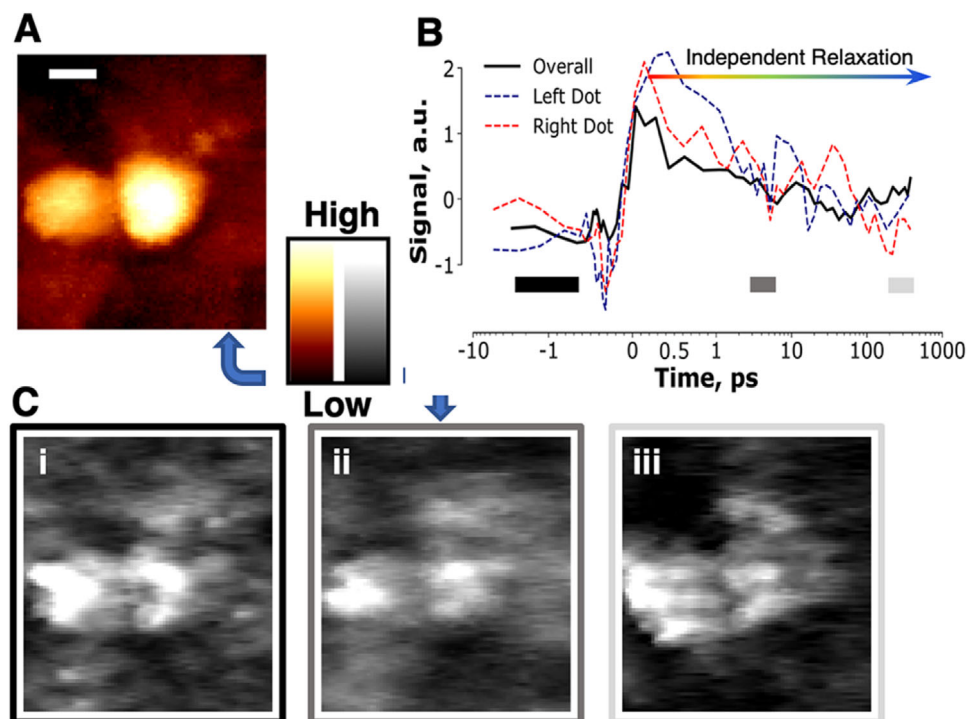 A
High
Low
B
Overall
Left Dot
Right Dot
Independent Relaxation
Signal, a.u.
2
1
0
-1
-10 -1 0 0.5 1 10 100 1000
Time, ps
C
i
ii
iii